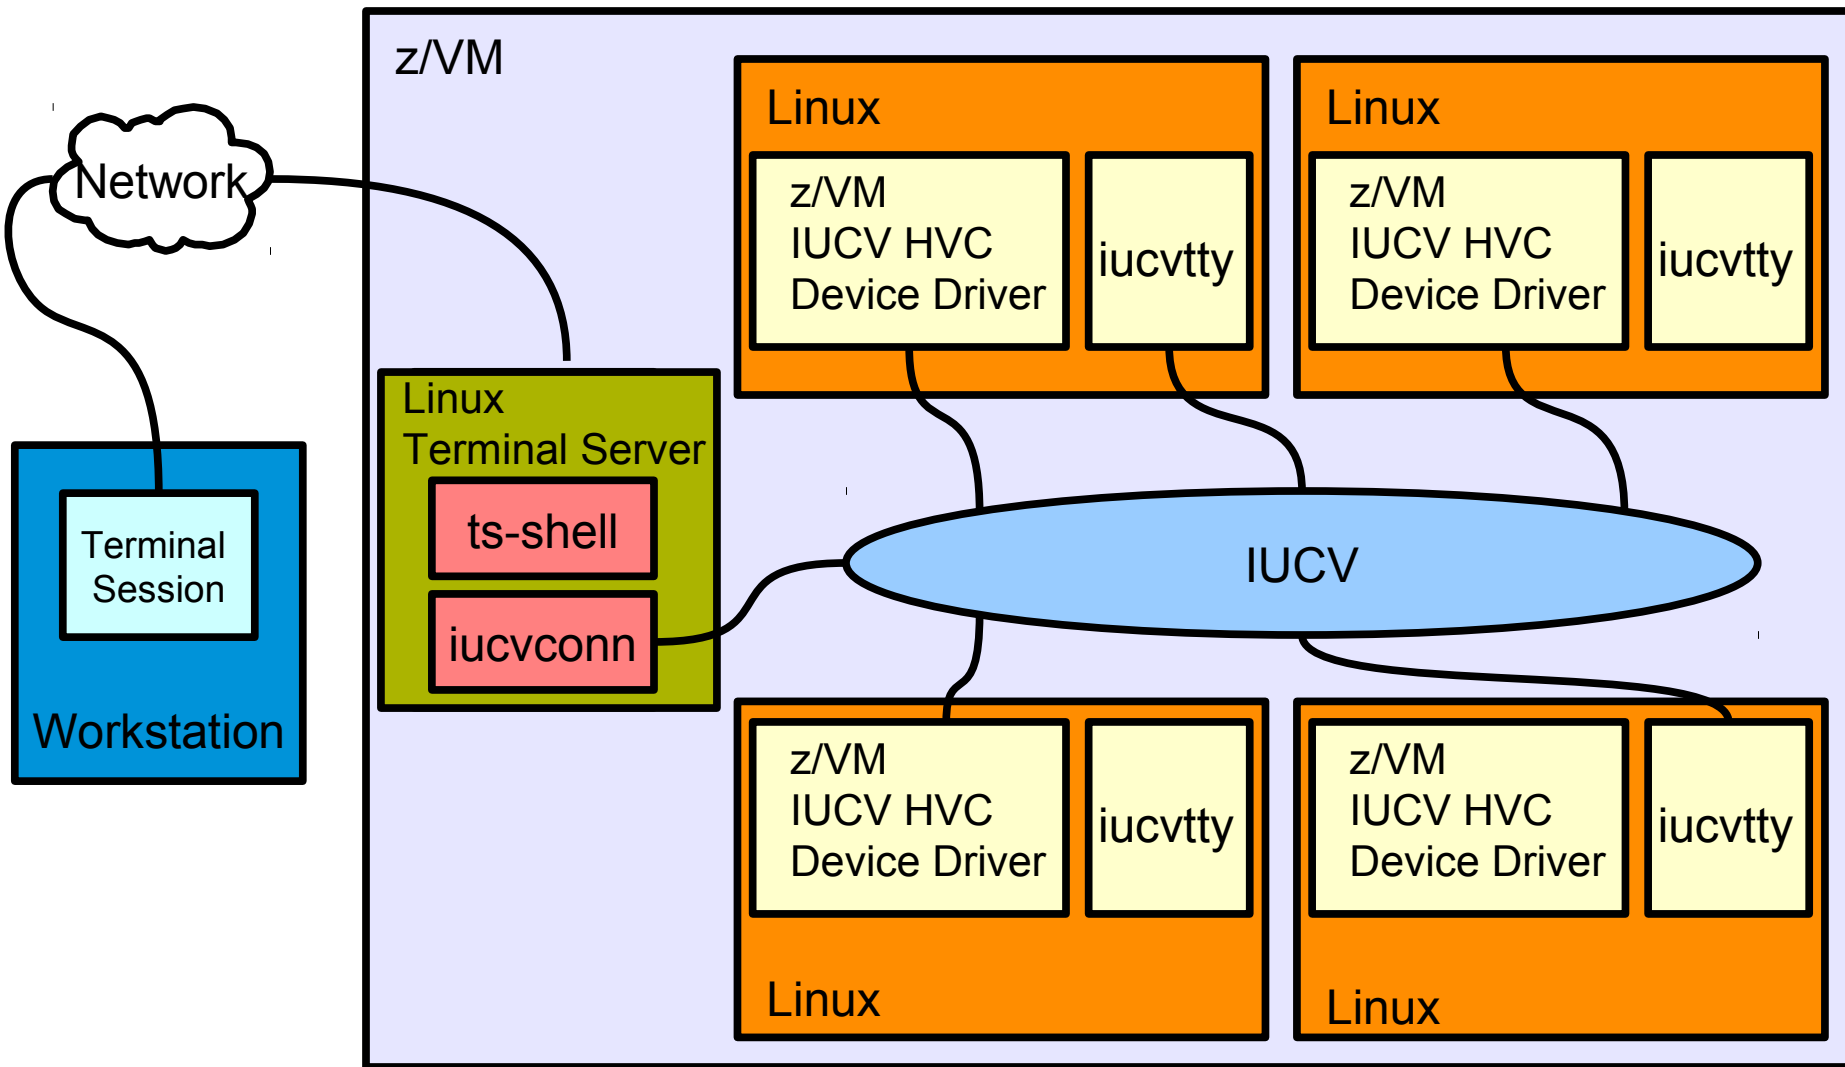 z/VM
Network
Linux
z/VM
IUCV HVC
Device Driver
iucvtty
Linux
z/VM
IUCV HVC
Device Driver
iucvtty
Linux
Terminal Server
ts-shell
iucvconn
Terminal
Session
Workstation
IUCV
z/VM
IUCV HVC
Device Driver
iucvtty
Linux
z/VM
IUCV HVC
Device Driver
iucvtty
Linux